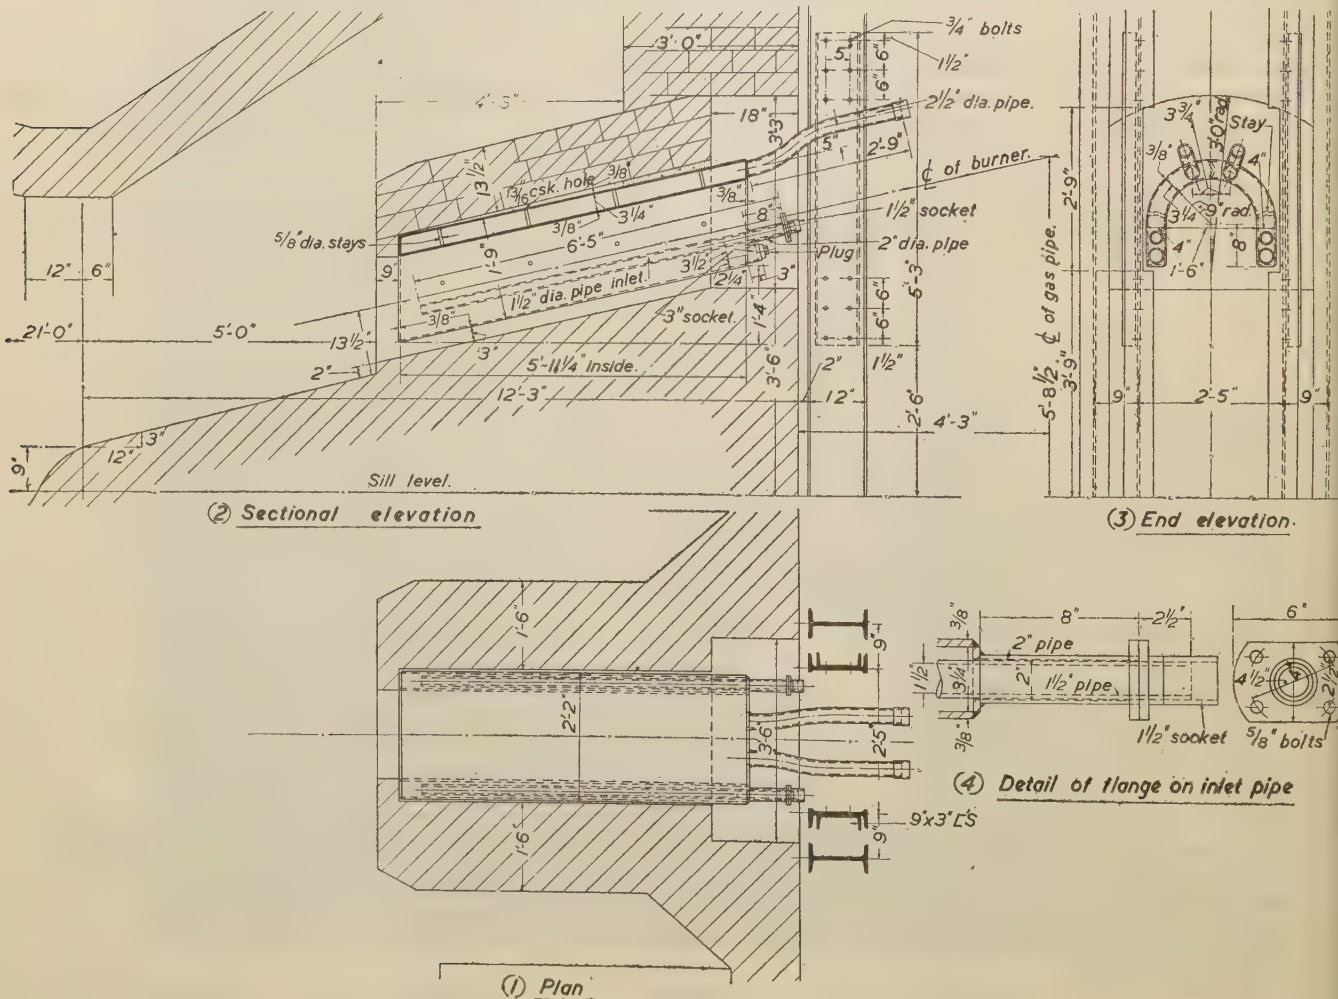 3'-0"
3/4" bolts
5"
6"
1 1/2"
6"
4'-6"
18"
3'-3"
2 1/2" dia. pipe.
5"
2'-9"
℄ of burner.
13 1/2"
13/16 csk. hole
3/8"
3/8"
3/8"
3 1/4"
6'-5"
8"
1 1/2" socket
2" dia. pipe
Plug
5/8" dia. stays
9"
1'-9"
1 1/2" dia. pipe inlet.
3 1/2"
2 1/4"
3"
3" socket.
1'-4"
3/8"
3"
6"
6"
5'-3"
12"
6"
21'-0"
5'-0"
13 1/2"
2"
5'-11 1/4" Inside.
12'-3"
3'-6"
2"
1 1/2"
12"
2'-6"
4'-3"
3"
12"
9"
Sill level.
(2) Sectional elevation
3 3/4"
3'-0" rad.
Stay
3/8"
4"
2'-9"
3 1/4"
9" rad.
4"
8"
1'-6"
5'-8 1/2" ℄ of gas pipe.
3'-9"
9"
2'-5"
9"
(3) End elevation.
1'-6"
9"
2'-2"
3'-6"
2'-5"
1'-6"
9"
9"x3" [S
(1) Plan
3/8"
8"
2 1/2"
6"
2" pipe
1 1/2"
3 1/4"
2"
1 1/2" pipe
3/8"
1 1/2" socket
4 1/2"
4"
2 1/2"
5/8" bolts
(4) Detail of flange on inlet pipe